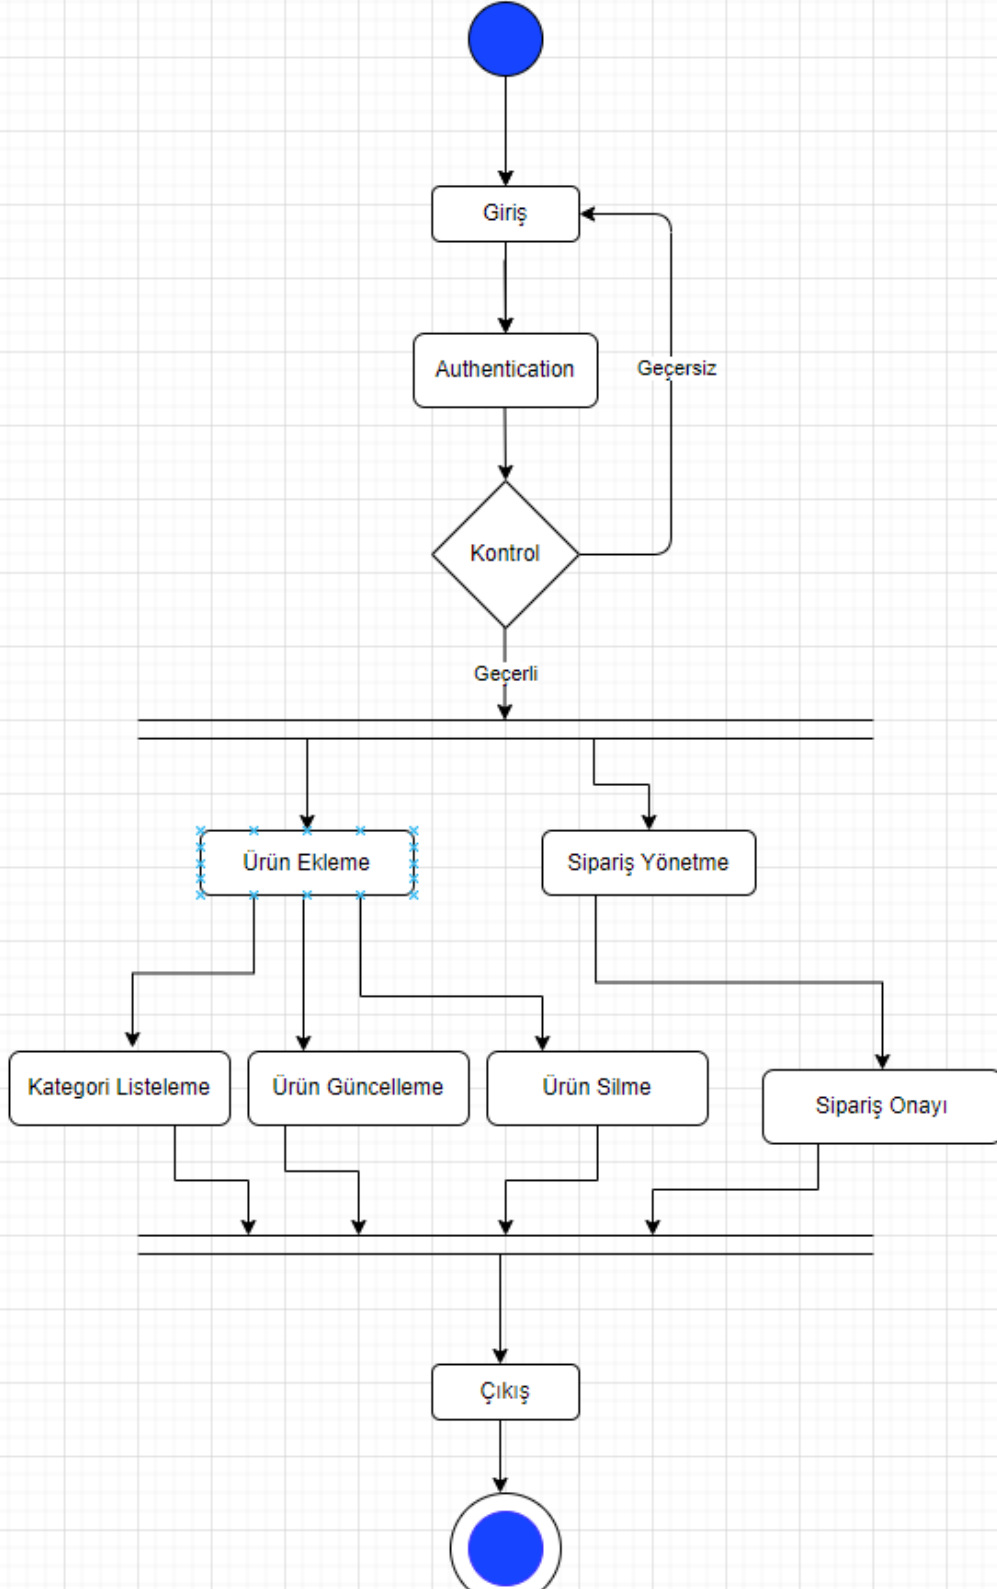 Giriş
Authentication
Geçersiz
Kontrol
Geçerli
Ürün Ekleme
Sipariş Yönetme
Kategori Listeleme
Ürün Güncelleme
Ürün Silme
Sipariş Onayı
Çıkış